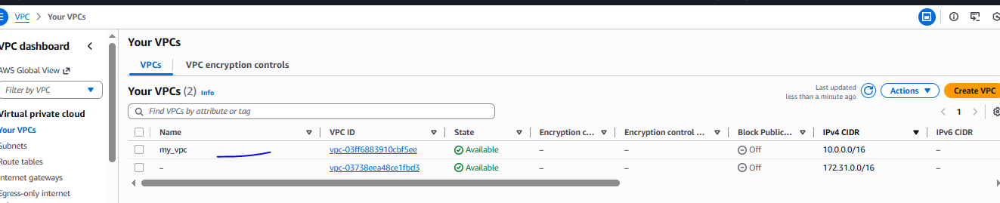 VPC > Your VPCs
VPC dashboard
AWS Global View
Filter by VPC
Virtual private cloud
Your VPCs
Subnets
Route tables
Internet gateways
Egress-only internet
Your VPCs
VPCs | VPC encryption controls
Your VPCs (2) Info
Last updated
less than a minute ago
Actions
Create VPC
Find VPCs by attribute or tag
1
Name | VPC ID | State | Encryption c... | Encryption control ... | Block Public... | IPv4 CIDR | IPv6 CIDR
my_vpc vpc-03ff6883910cbf5ee Available – – Off 10.0.0.0/16 –
– vpc-03738eea48ce1fbd3 Available – – Off 172.31.0.0/16 –